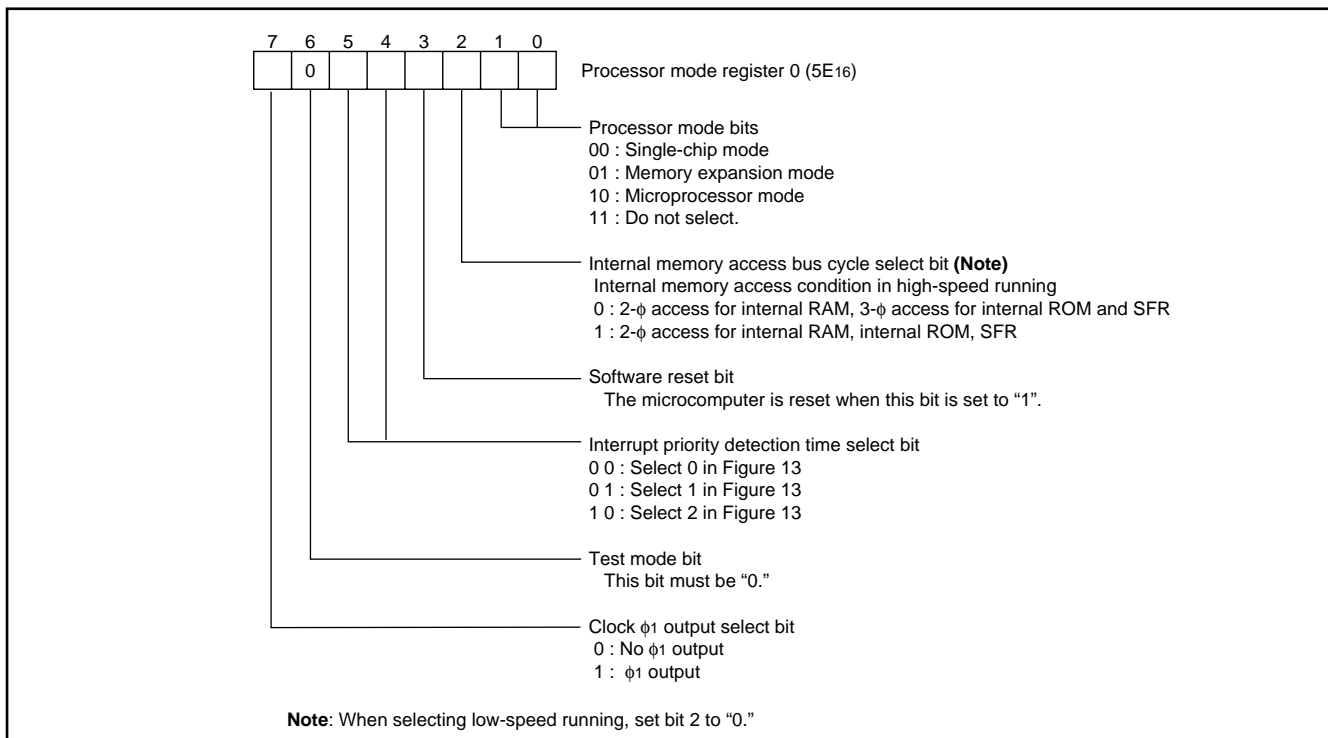 7 6 5 4 3 2 1 0
0
Processor mode register 0 (5E16)
Processor mode bits
00 : Single-chip mode
01 : Memory expansion mode
10 : Microprocessor mode
11 : Do not select.
Internal memory access bus cycle select bit (Note)
Internal memory access condition in high-speed running
0 : 2-ϕ access for internal RAM, 3-ϕ access for internal ROM and SFR
1 : 2-ϕ access for internal RAM, internal ROM, SFR
Software reset bit
The microcomputer is reset when this bit is set to “1”.
Interrupt priority detection time select bit
0 0 : Select 0 in Figure 13
0 1 : Select 1 in Figure 13
1 0 : Select 2 in Figure 13
Test mode bit
This bit must be “0.”
Clock ϕ1 output select bit
0 : No ϕ1 output
1 : ϕ1 output
Note: When selecting low-speed running, set bit 2 to “0.”